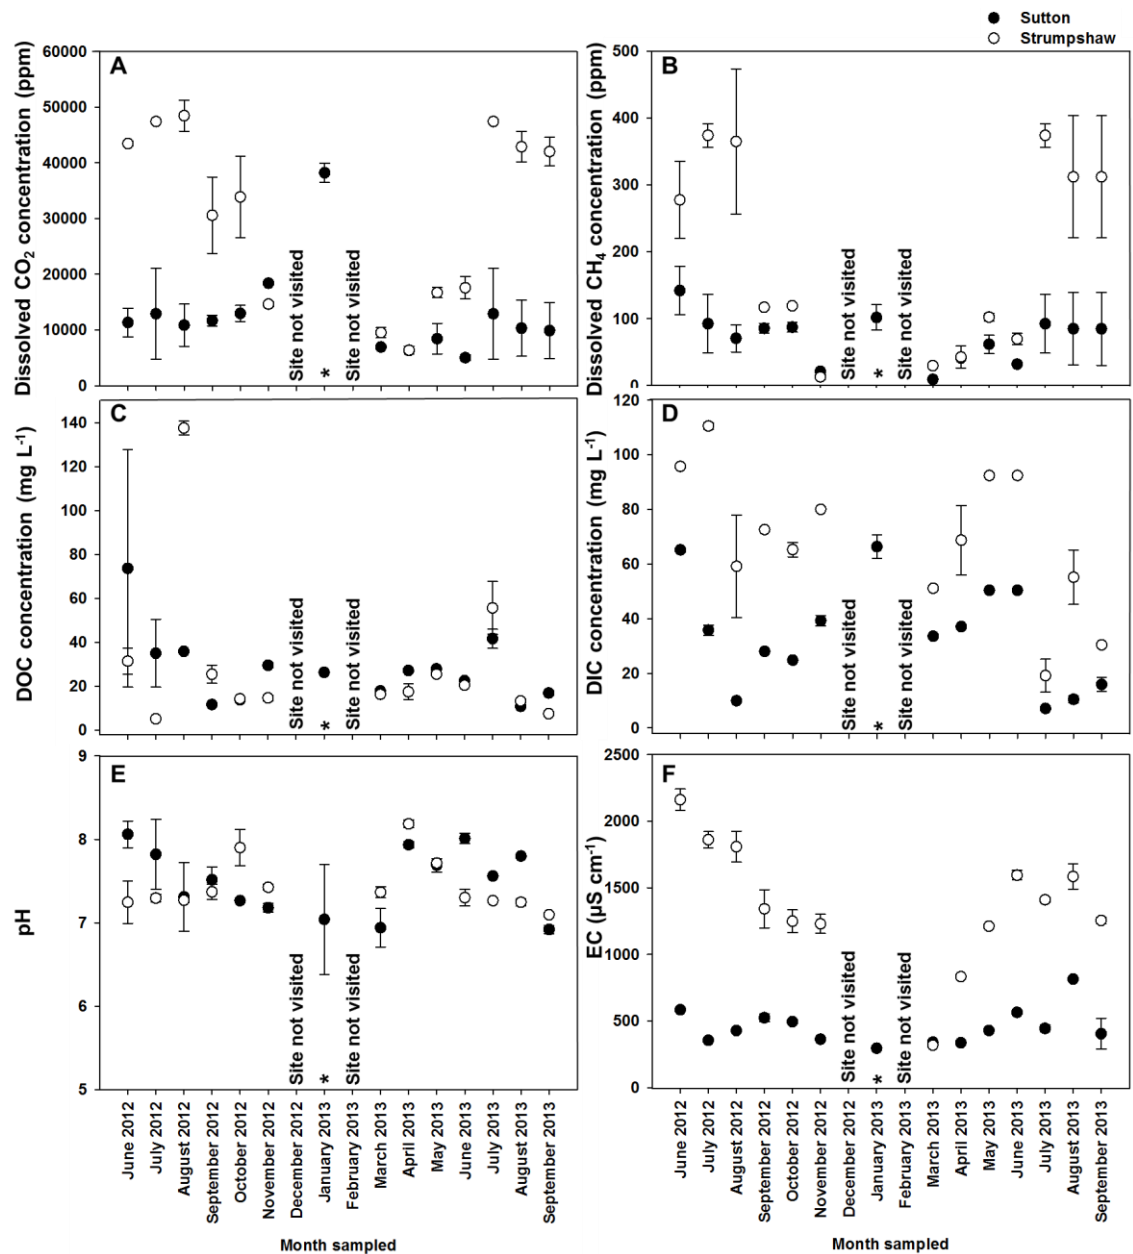 Sutton
Strumpshaw
A
Dissolved CO2 concentration (ppm)
60000
50000
40000
30000
20000
10000
0
Site not visited
*
Site not visited
B
Dissolved CH4 concentration (ppm)
500
400
300
200
100
0
Site not visited
*
Site not visited
C
DOC concentration (mg L-1)
140
120
100
80
60
40
20
0
Site not visited
*
Site not visited
D
DIC concentration (mg L-1)
120
100
80
60
40
20
0
Site not visited
*
Site not visited
E
pH
9
8
7
6
5
Site not visited
*
Site not visited
F
EC (µS cm-1)
2500
2000
1500
1000
500
0
Site not visited
*
Site not visited
June 2012
July 2012
August 2012
September 2012
October 2012
November 2012
December 2012
January 2013
February 2013
March 2013
April 2013
May 2013
June 2013
July 2013
August 2013
September 2013
Month sampled
June 2012
July 2012
August 2012
September 2012
October 2012
November 2012
December 2012
January 2013
February 2013
March 2013
April 2013
May 2013
June 2013
July 2013
August 2013
September 2013
Month sampled